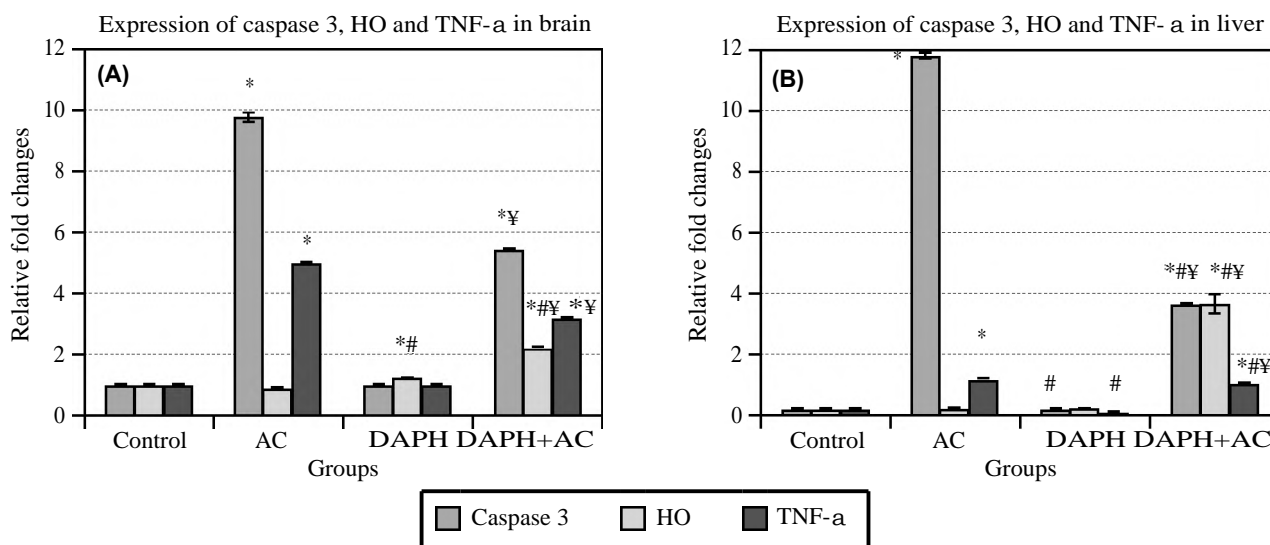 Expression of caspase 3, HO and TNF-a in brain
(A)
Relative fold changes
12
10
8
6
4
2
0
*
*
*#
*¥
*#¥
*¥
Control
AC
DAPH
DAPH+AC
Groups
Expression of caspase 3, HO and TNF- a in liver
(B)
Relative fold changes
12
10
8
6
4
2
0
*
*
#
#
*#¥
*#¥
*#¥
Control
AC
DAPH
DAPH+AC
Groups
Caspase 3
HO
TNF-a